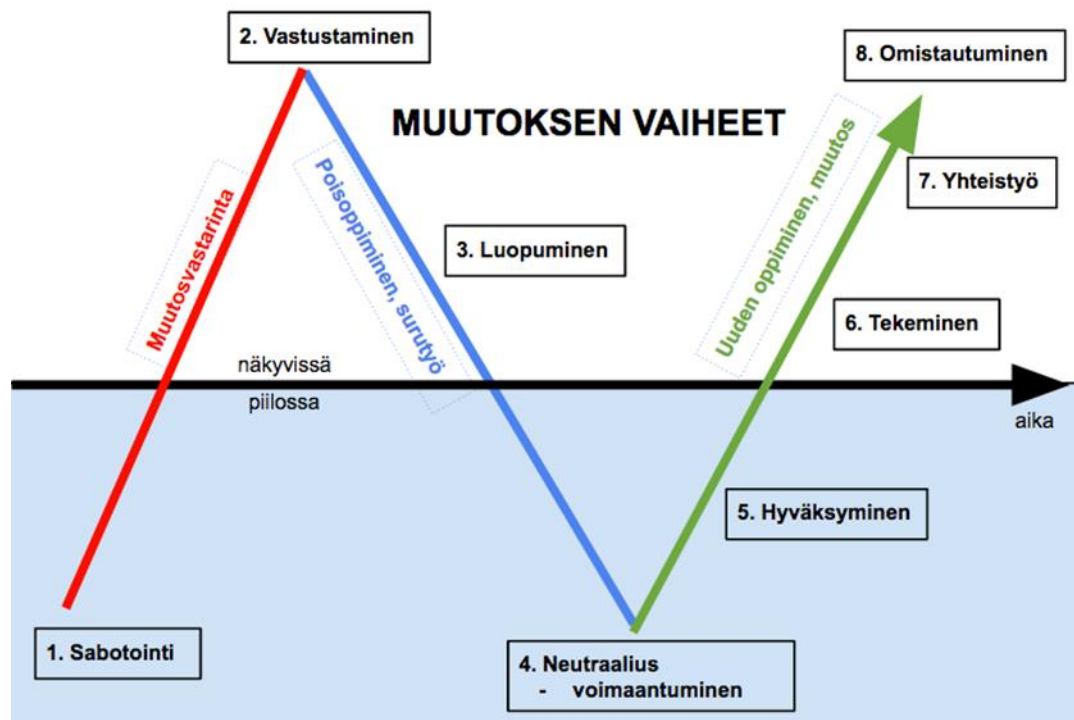 2. Vastustaminen
8. Omistautuminen
MUUTOKSEN VAIHEET
7. Yhteistyö
Muutosvastarinta
Poisoppiminen, surutyö
3. Luopuminen
Uuden oppiminen, muutos
6. Tekeminen
näkyvissä
piilossa
aika
5. Hyväksyminen
1. Sabotointi
4. Neutraalius
- voimaantuminen